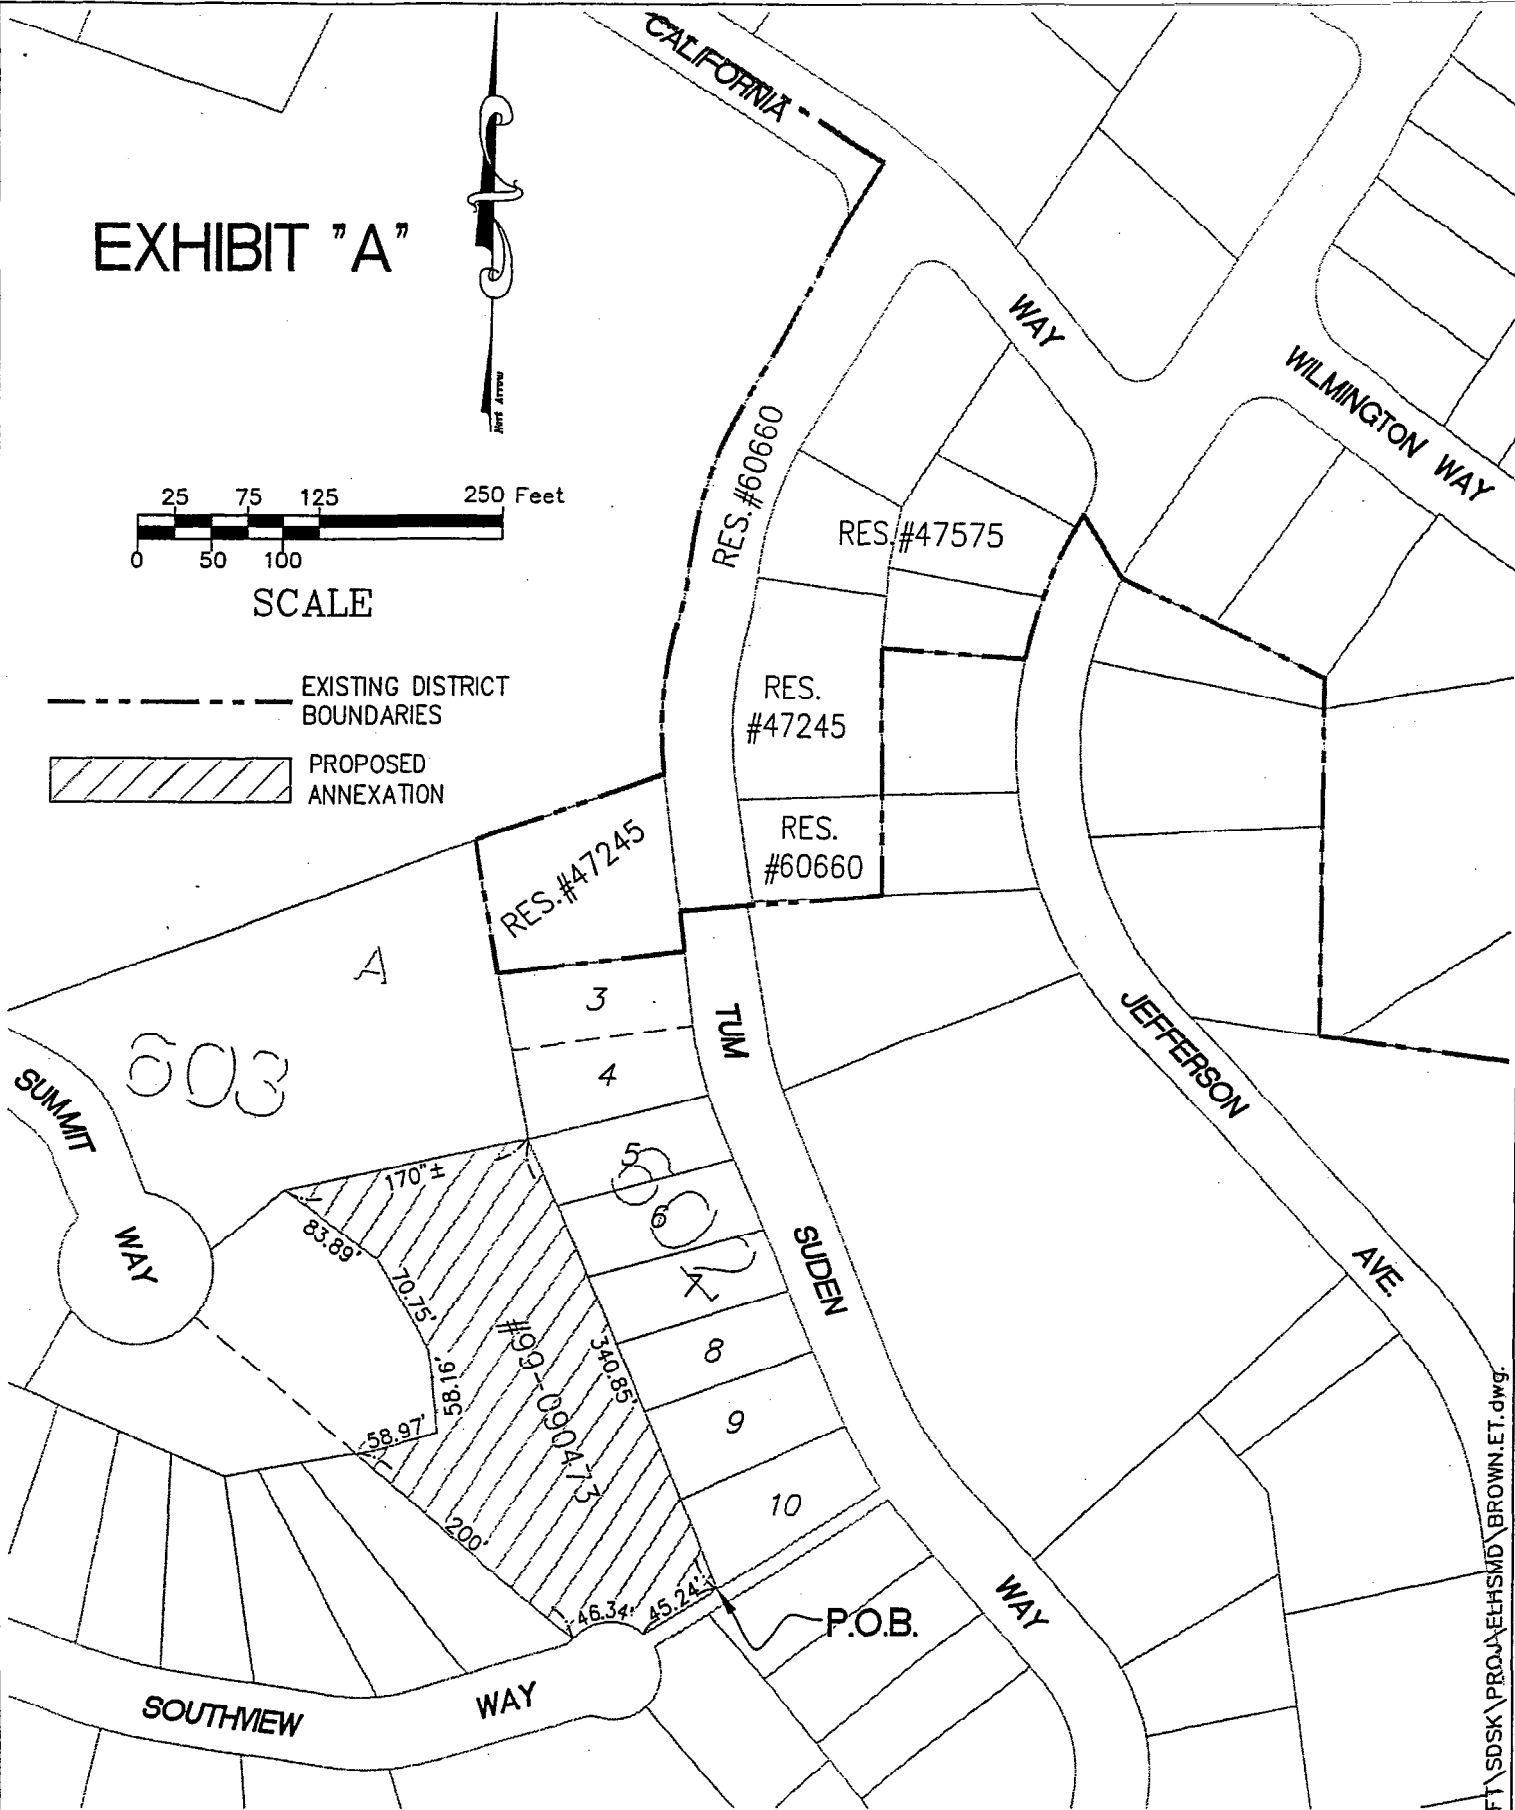 CALIFORNIA
EXHIBIT "A"
WAY
WILMINGTON WAY
RES. #60660
RES. #47575
25 75 125 250 Feet
0 50 100
SCALE
EXISTING DISTRICT
BOUNDARIES
RES.
#47245
PROPOSED
ANNEXATION
RES.
#60660
RES. #47245
A
3
TUM
JEFFERSON
603
4
SUMMIT
5
602
170"±
6
83.89'
WAY
SUDEN
AVE.
70.75'
7
#99-090473
340.85'
8
58.16'
9
58.97'
10
200'
46.34'
45.24'
P.O.B.
WAY
SOUTHVIEW
WAY
FT\SDSK\PROJ\ELHSMD\BROWN.ET.dwg.